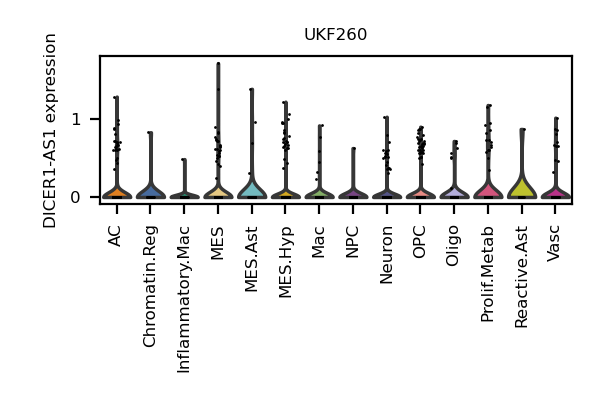 UKF260
DICER1-AS1 expression
1
0
AC
Chromatin.Reg
Inflammatory.Mac
MES
MES.Ast
MES.Hyp
Mac
NPC
Neuron
OPC
Oligo
Prolif.Metab
Reactive.Ast
Vasc